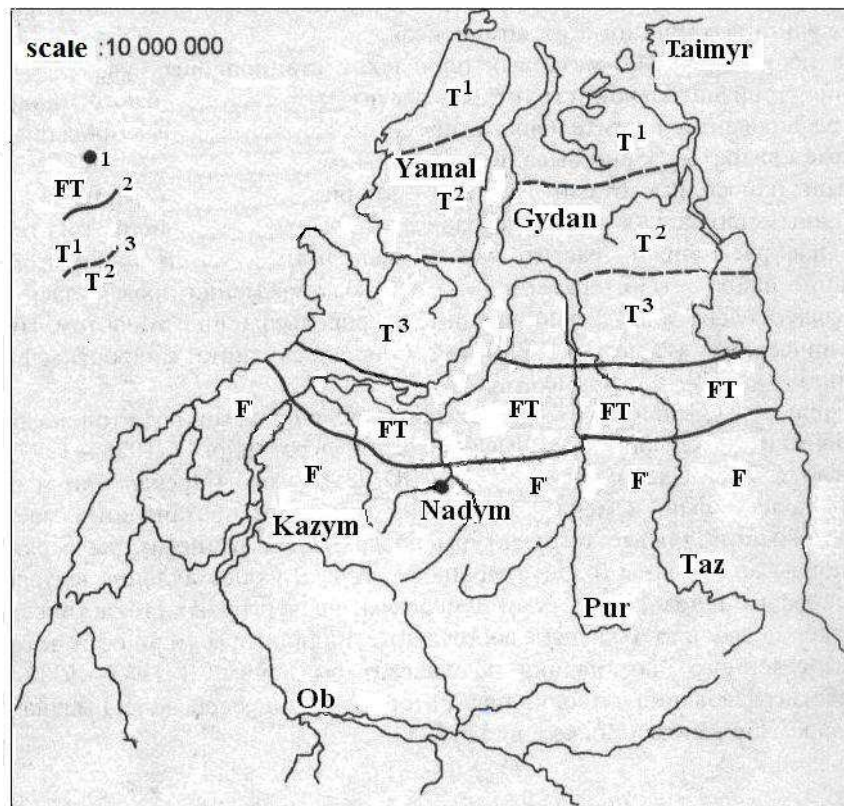 scale :10 000 000
Taimyr
T1
T1
1
Yamal
FT
2
T2
Gydan
T1
3
T2
T2
T3
T3
F
FT
FT
FT
FT
F
F
F
F
Kazym
Nadym
Taz
Pur
Ob